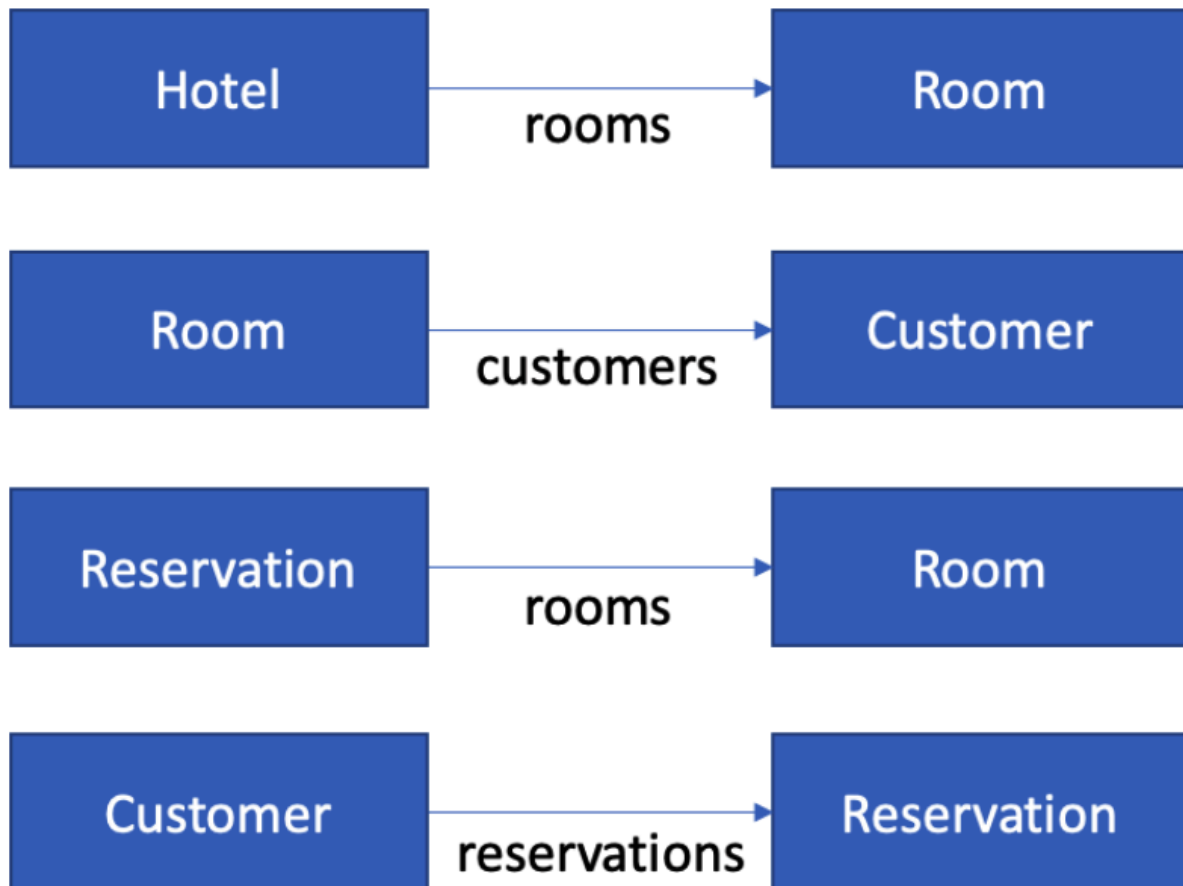 Hotel
rooms
Room
Room
customers
Customer
Reservation
rooms
Room
Customer
reservations
Reservation